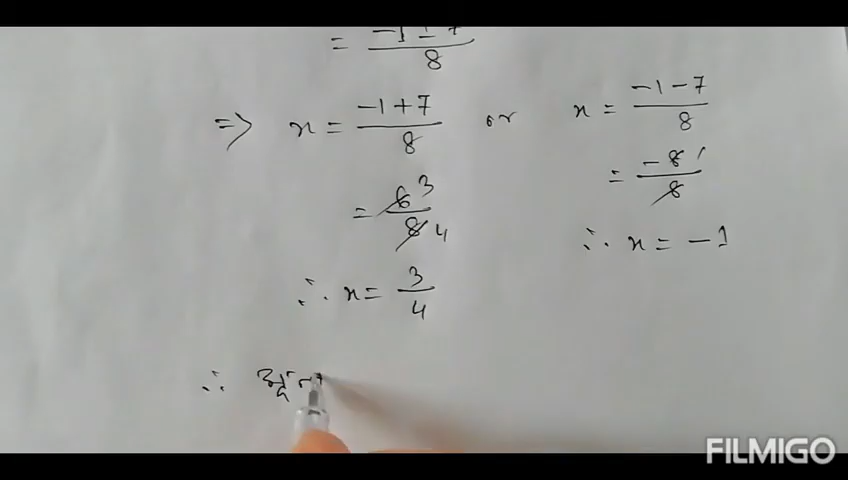 = (-1 ± 7)/8
=> x = (-1+7)/8 or x = (-1-7)/8
= 6 3/8 4 = -8 1/8
∴ x = 3/4 ∴ x = -1
∴
FILMIGO